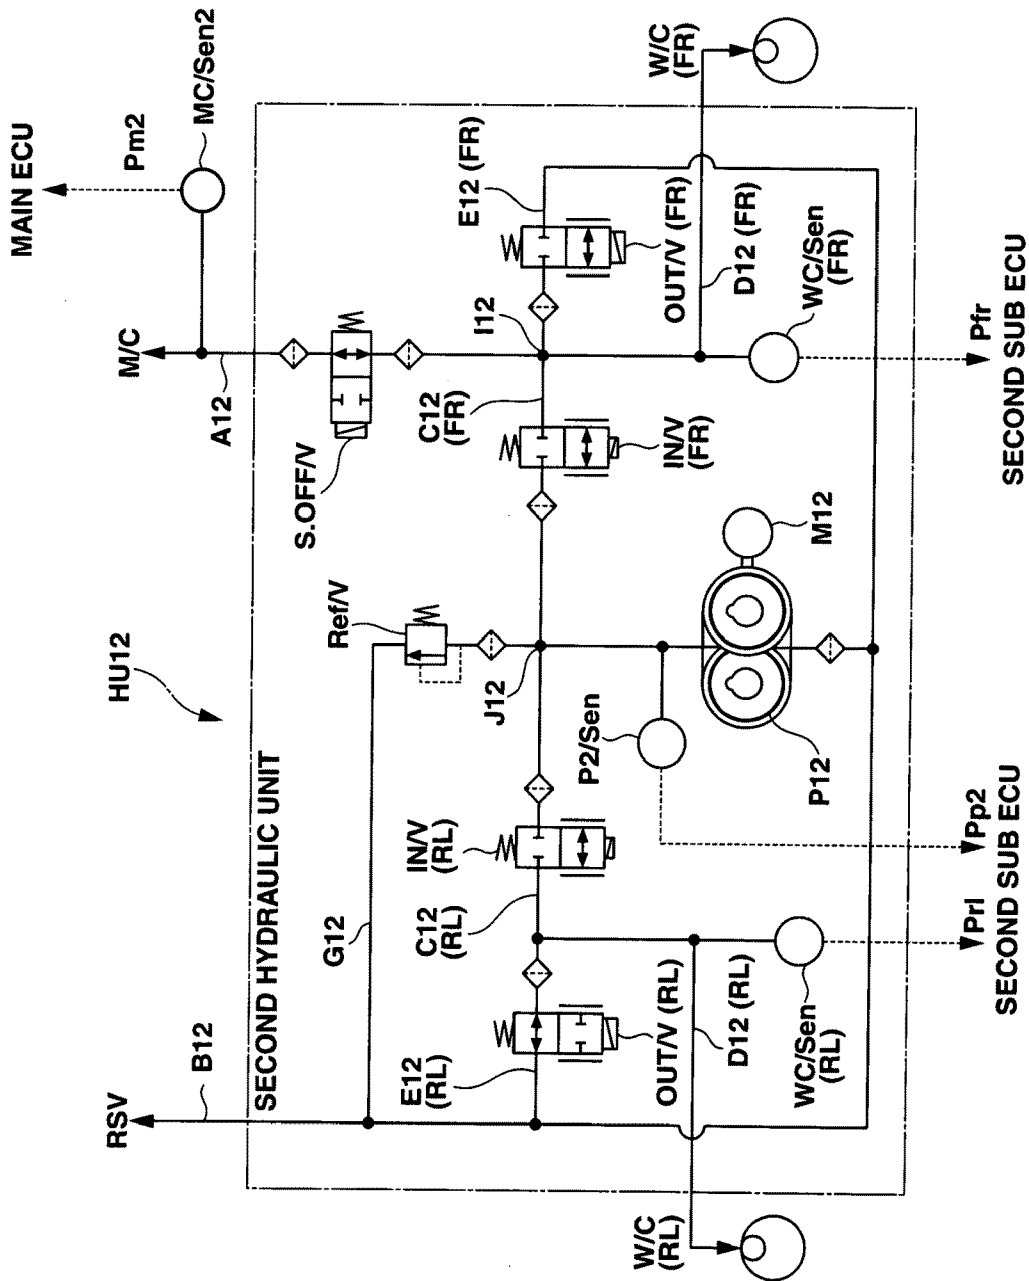 MAIN ECU
Pm2
MC/Sen2
M/C
A12
S.OFF/V
HU12
SECOND HYDRAULIC UNIT
RSV
B12
G12
Ref/V
J12
I12
C12
(FR)
E12 (FR)
W/C
(FR)
OUT/V (FR)
D12 (FR)
WC/Sen
(FR)
Pfr
SECOND SUB ECU
IN/V
(FR)
M12
P12
P2/Sen
Pp2
IN/V
(RL)
C12
(RL)
E12
(RL)
OUT/V (RL)
D12 (RL)
WC/Sen
(RL)
Prl
SECOND SUB ECU
W/C
(RL)